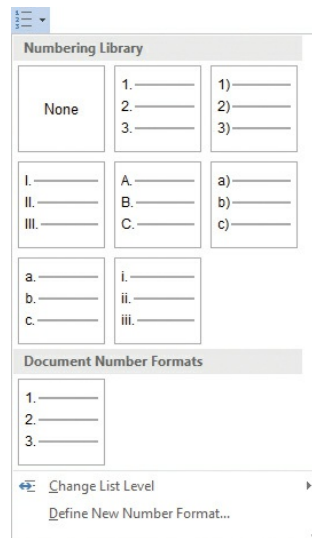 Numbering Library
None
1.
2.
3.
1)
2)
3)
I.
II.
III.
A.
B.
C.
a)
b)
c)
a.
b.
c.
i.
ii.
iii.
Document Number Formats
1.
2.
3.
Change List Level
Define New Number Format...